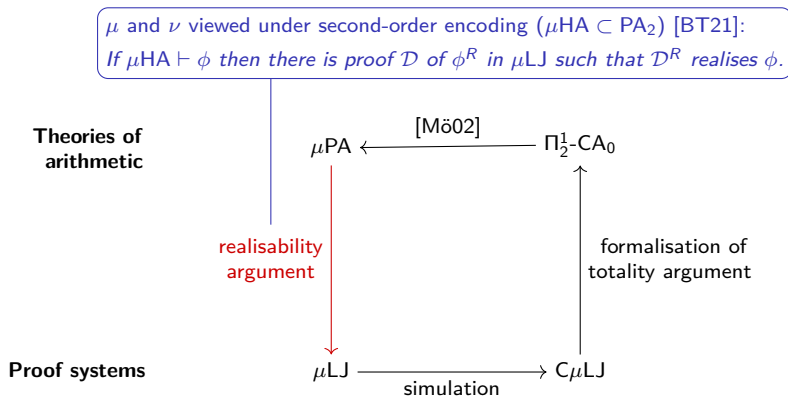 μ and ν viewed under second-order encoding (μHA ⊂ PA₂) [BT21]:
If μHA ⊢ ϕ then there is proof 𝒟 of ϕᴿ in μLJ such that 𝒟ᴿ realises ϕ.
Theories of
arithmetic
μPA
[Mö02]
Π¹₂-CA₀
realisability
argument
formalisation of
totality argument
Proof systems
μLJ
simulation
CμLJ